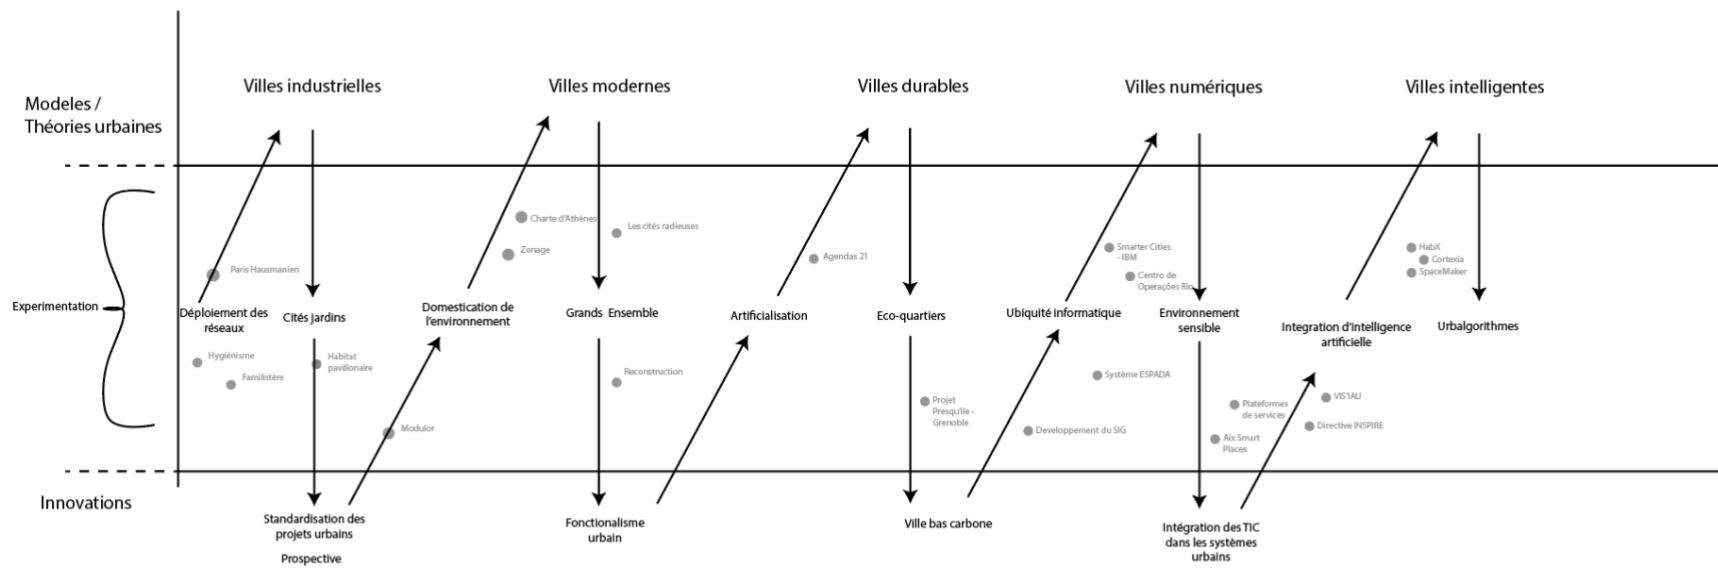 Villes industrielles
Villes modernes
Villes durables
Villes numériques
Villes intelligentes
Modeles /
Théories urbaines
Charte d'Athènes
Les cités radieuses
Zonage
Agendas 21
Smarter Cities
- IBM
HabX
Cortexia
SpaceMaker
Paris Hausmanien
Centro de
Operações Rio
Experimentation
Déploiement des
réseaux
Cités jardins
Domestication de
l'environnement
Grands Ensemble
Artificialisation
Eco-quartiers
Ubiquité informatique
Environnement
sensible
Integration d'intelligence
artificielle
Urbalgorithmes
Hygiènisme
Familistère
Habitat
pavillonaire
Reconstruction
Système ESPADA
Modulor
Projet
Presqu'île -
Grenoble
Developpement du SIG
Plateformes
de services
Aix Smart
Places
VIS'IAU
Directive INSPIRE
Innovations
Standardisation des
projets urbains
Prospective
Fonctionalisme
urbain
Ville bas carbone
Intégration des TIC
dans les systèmes
urbains